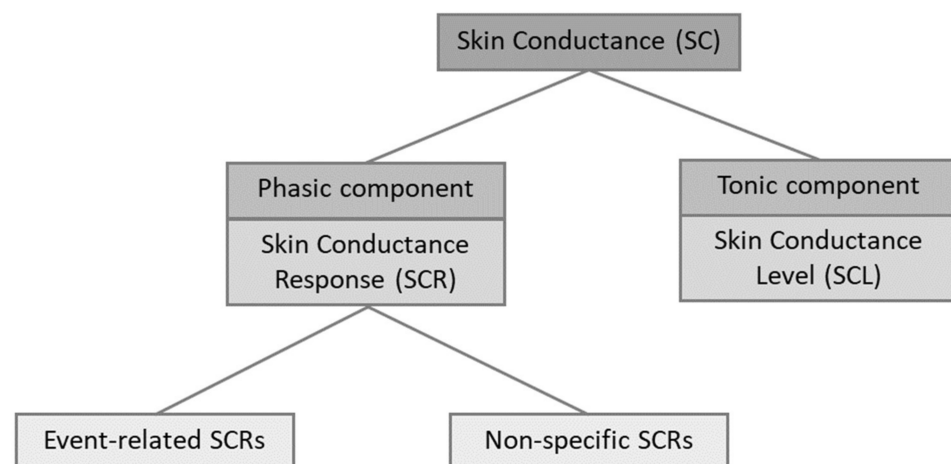 Skin Conductance (SC)
Phasic component
Skin Conductance
Response (SCR)
Tonic component
Skin Conductance
Level (SCL)
Event-related SCRs
Non-specific SCRs